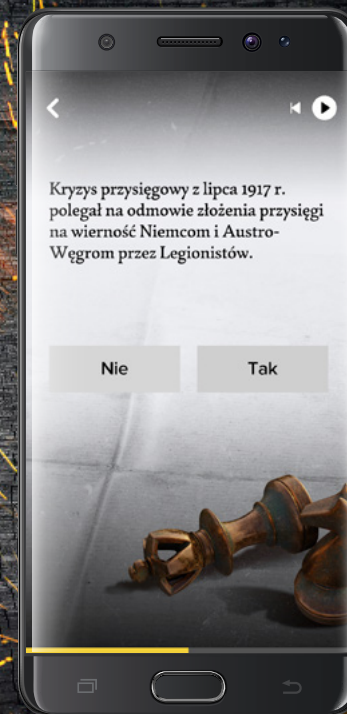 Kryzys przysięgowy z lipca 1917 r.
polegał na odmowie złożenia przysięgi
na wierność Niemcom i Austro-
Węgrom przez Legionistów.
Nie
Tak